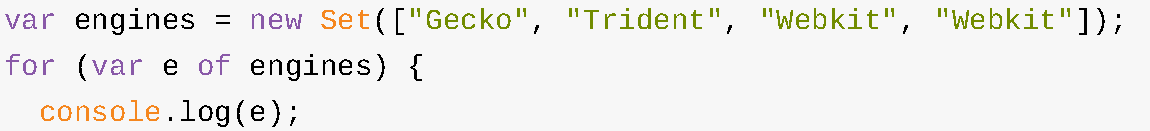 var engines = new Set(["Gecko", "Trident", "Webkit", "Webkit"]);
for (var e of engines) {
  console.log(e);